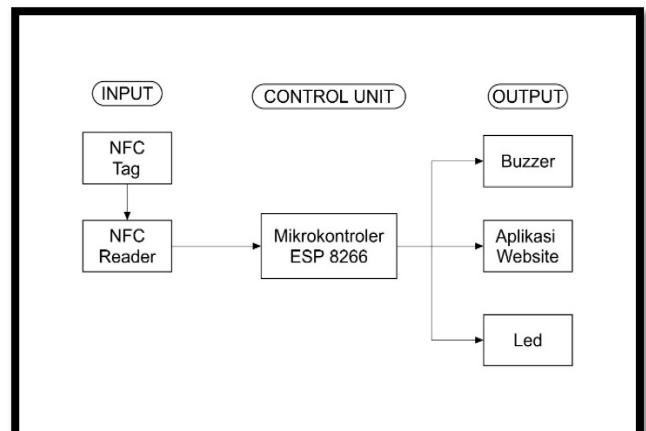 INPUT
CONTROL UNIT
OUTPUT
NFC
Tag
NFC
Reader
Mikrokontroler
ESP 8266
Buzzer
Aplikasi
Website
Led